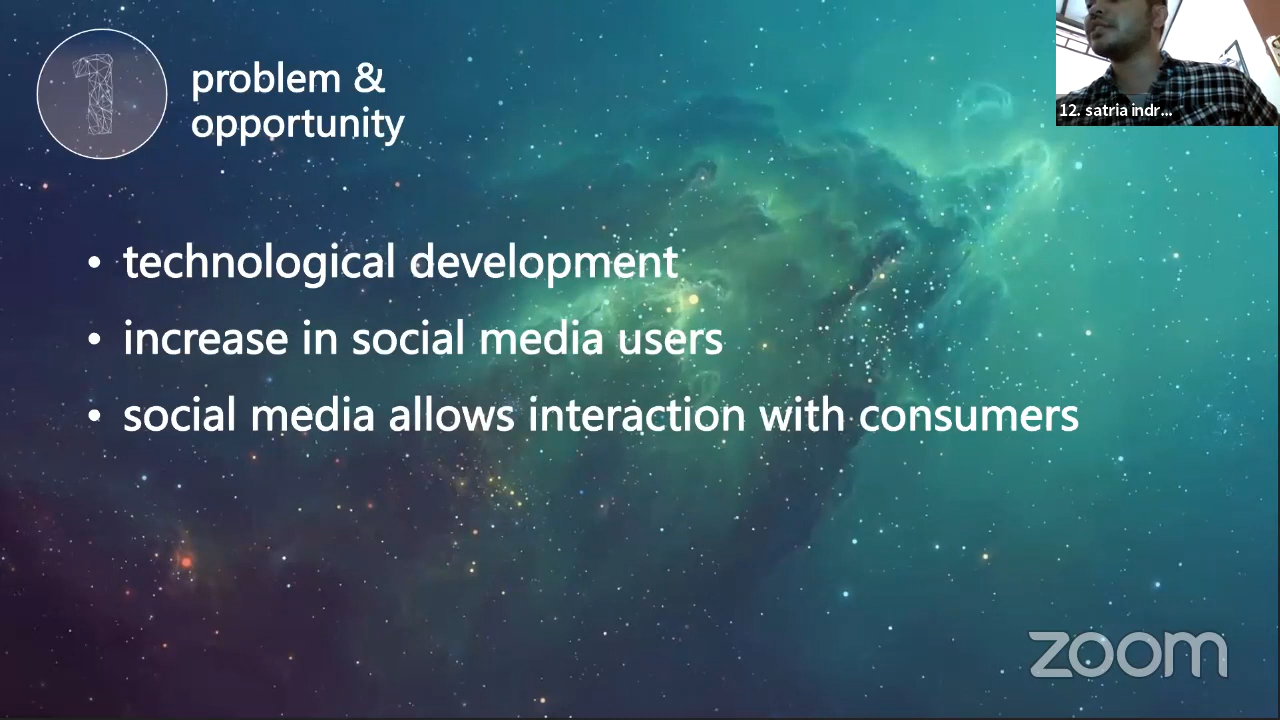 1
problem &
opportunity
12. satria indr...
• technological development
• increase in social media users
• social media allows interaction with consumers
zoom